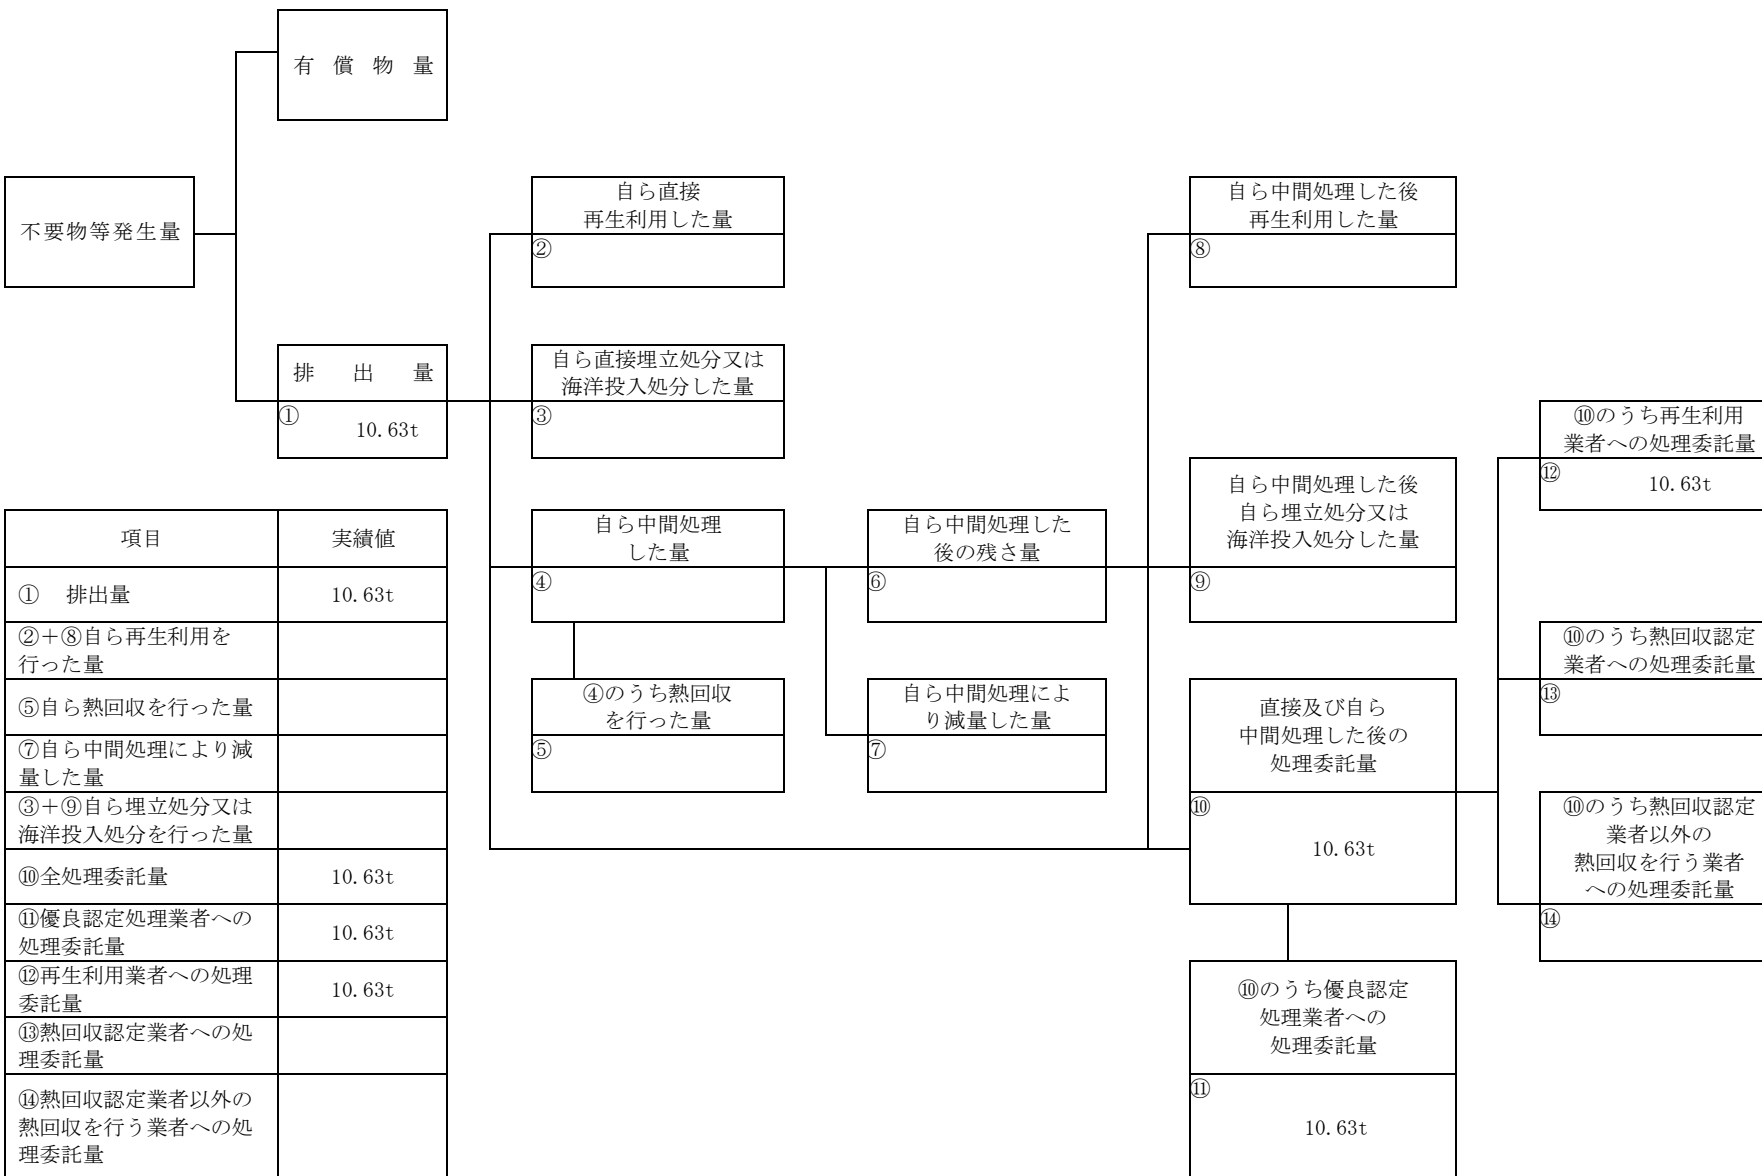 有償物量
不要物等発生量
排出量
①
10.63t
自ら直接
再生利用した量
②
自ら直接埋立処分又は
海洋投入処分した量
③
自ら中間処理
した量
④
④のうち熱回収
を行った量
⑤
自ら中間処理した
後の残さ量
⑥
自ら中間処理によ
り減量した量
⑦
自ら中間処理した後
再生利用した量
⑧
自ら中間処理した後
自ら埋立処分又は
海洋投入処分した量
⑨
直接及び自ら
中間処理した後の
処理委託量
⑩
10.63t
⑩のうち優良認定
処理業者への
処理委託量
⑪
10.63t
⑩のうち再生利用
業者への処理委託量
⑫
10.63t
⑩のうち熱回収認定
業者への処理委託量
⑬
⑩のうち熱回収認定
業者以外の
熱回収を行う業者
への処理委託量
⑭
項目 実績値
① 排出量 10.63t
②+⑧自ら再生利用を
行った量
⑤自ら熱回収を行った量
⑦自ら中間処理により減
量した量
③+⑨自ら埋立処分又は
海洋投入処分を行った量
⑩全処理委託量 10.63t
⑪優良認定処理業者への
処理委託量 10.63t
⑫再生利用業者への処理
委託量 10.63t
⑬熱回収認定業者への処
理委託量
⑭熱回収認定業者以外の
熱回収を行う業者への処
理委託量